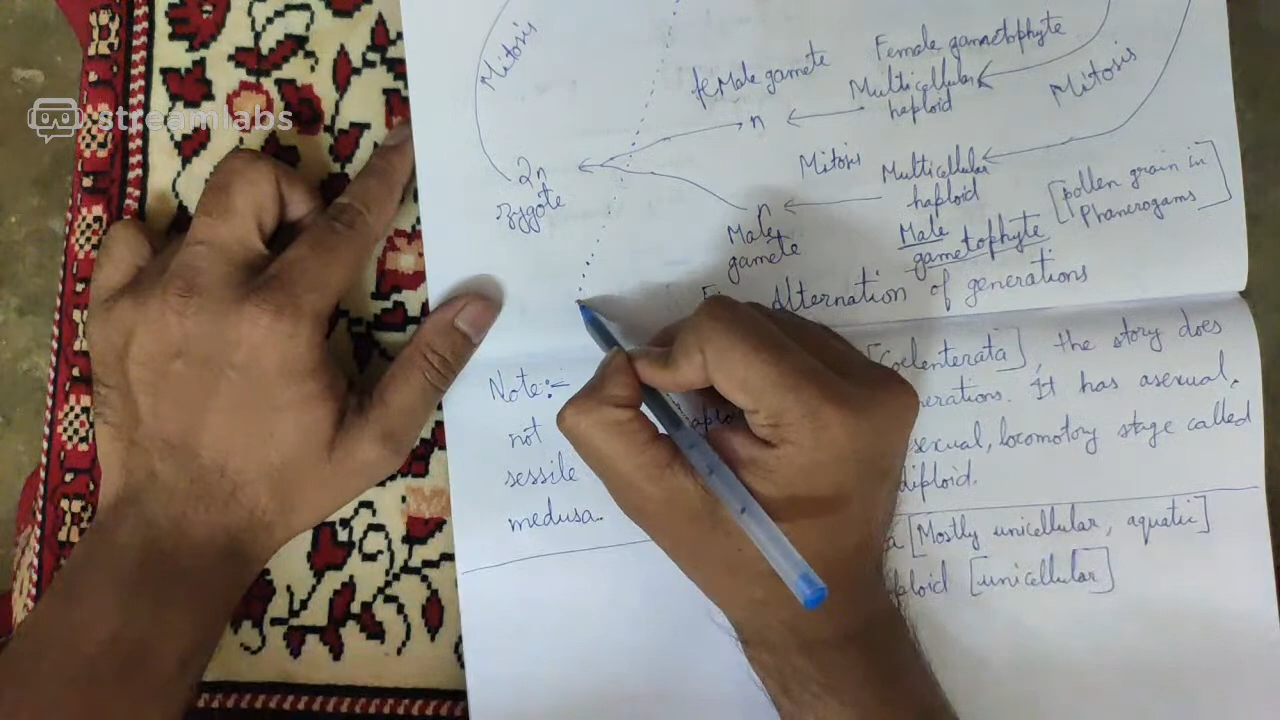 streamlabs
Mitosis
Female gametophyte
feMale gamete
Multicellular
haploid
Mitosis
n
2n
zygote
Mitosis
Multicellular
haploid
[pollen grain in
Phanerogams]
n
Male
gamete
Male
gametophyte
Alternation of generations
Note:-
[Coelenterata], the story does
not
It has asexual,
sessile
sexual, locomotory stage called
medusa.
diploid.
[Mostly unicellular, aquatic]
[unicellular]